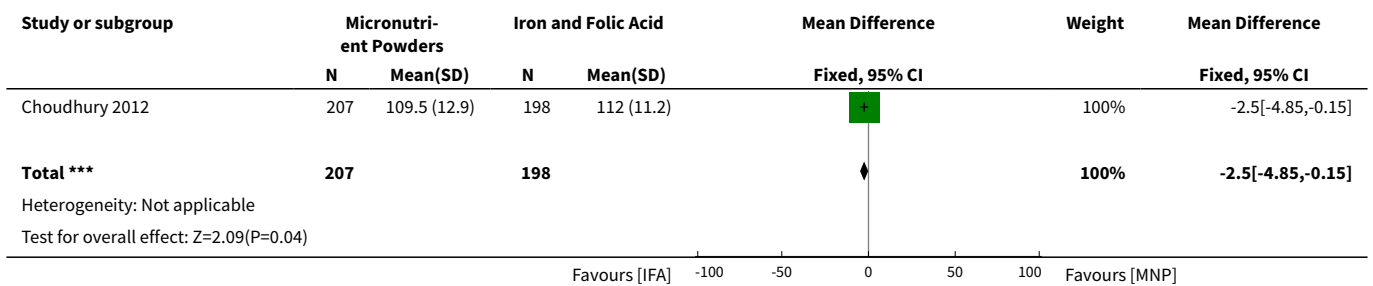 Study or subgroup Micronutri- Iron and Folic Acid Mean Difference Weight Mean Difference
ent Powders
N Mean(SD) N Mean(SD) Fixed, 95% CI Fixed, 95% CI
Choudhury 2012 207 109.5 (12.9) 198 112 (11.2) 100% -2.5[-4.85,-0.15]
Total *** 207 198 100% -2.5[-4.85,-0.15]
Heterogeneity: Not applicable
Test for overall effect: Z=2.09(P=0.04)
Favours [IFA] -100 -50 0 50 100 Favours [MNP]